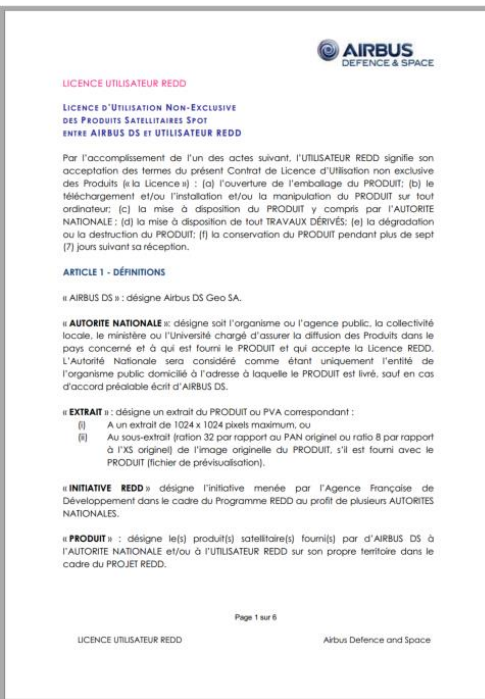 AIRBUS
DEFENCE & SPACE
LICENCE UTILISATEUR REDD
LICENCE D'UTILISATION NON-EXCLUSIVE
DES PRODUITS SATELLITAIRES SPOT
ENTRE AIRBUS DS ET UTILISATEUR REDD
Par l'accomplissement de l'un des actes suivant, l'UTILISATEUR REDD signifie son
acceptation des termes du présent Contrat de Licence d'Utilisation non exclusive
des Produits (« la Licence ») : (a) l'ouverture de l'emballage du PRODUIT; (b) le
téléchargement et/ou l'installation et/ou la manipulation du PRODUIT sur tout
ordinateur; (c) la mise à disposition du PRODUIT y compris par l'AUTORITE
NATIONALE ; (d) la mise à disposition de tout TRAVAUX DÉRIVÉS; (e) la dégradation
ou la destruction du PRODUIT; (f) la conservation du PRODUIT pendant plus de sept
(7) jours suivant sa réception.
ARTICLE 1 - DÉFINITIONS
« AIRBUS DS » : désigne Airbus DS Geo SA.
« AUTORITE NATIONALE »: désigne soit l'organisme ou l'agence public, la collectivité
locale, le ministère ou l'Université chargé d'assurer la diffusion des Produits dans le
pays concerné et à qui est fourni le PRODUIT et qui accepte la Licence REDD.
L'Autorité Nationale sera considéré comme étant uniquement l'entité de
l'organisme public domicilié à l'adresse à laquelle le PRODUIT est livré, sauf en cas
d'accord préalable écrit d'AIRBUS DS.
« EXTRAIT » : désigne un extrait du PRODUIT ou PVA correspondant :
(i) A un extrait de 1024 x 1024 pixels maximum, ou
(ii) Au sous-extrait (ration 32 par rapport au PAN originel ou ratio 8 par rapport
à l'XS originel) de l'image originelle du PRODUIT, s'il est fourni avec le
PRODUIT (fichier de prévisualisation).
« INITIATIVE REDD » désigne l'initiative menée par l'Agence Française de
Développement dans le cadre du Programme REDD au profit de plusieurs AUTORITES
NATIONALES.
« PRODUIT » : désigne le(s) produit(s) satellitaire(s) fourni(s) par d'AIRBUS DS à
l'AUTORITE NATIONALE et/ou à l'UTILISATEUR REDD sur son propre territoire dans le
cadre du PROJET REDD.
Page 1 sur 6
LICENCE UTILISATEUR REDD Airbus Defence and Space